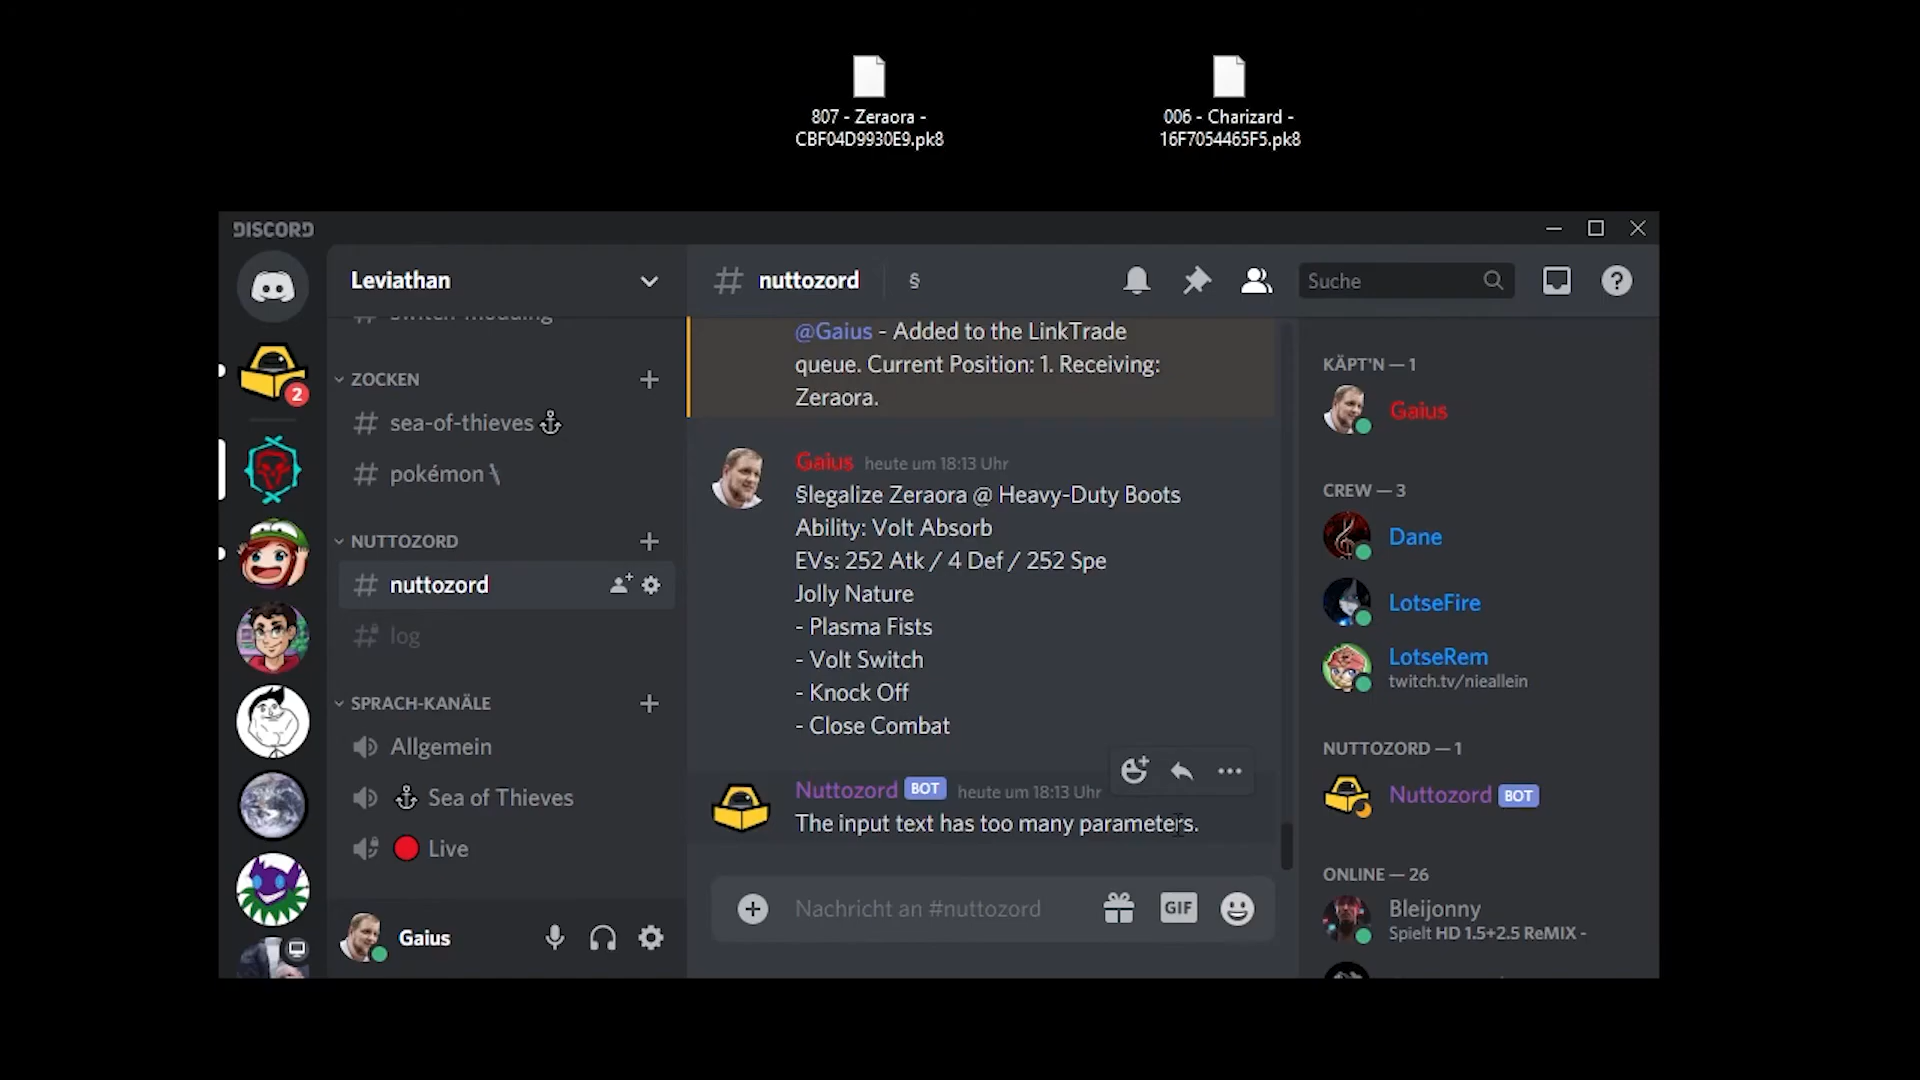 807 - Zeraora -
CBF04D9930E9.pk8
006 - Charizard -
16F7054465F5.pk8
DISCORD
Leviathan
switch-modding
ZOCKEN
sea-of-thieves
pokémon
NUTTOZORD
nuttozord
log
SPRACH-KANÄLE
Allgemein
Sea of Thieves
Live
Gaius
2
nuttozord
§
Suche
@Gaius - Added to the LinkTrade
queue. Current Position: 1. Receiving:
Zeraora.
Gaius heute um 18:13 Uhr
§legalize Zeraora @ Heavy-Duty Boots
Ability: Volt Absorb
EVs: 252 Atk / 4 Def / 252 Spe
Jolly Nature
- Plasma Fists
- Volt Switch
- Knock Off
- Close Combat
Nuttozord BOT heute um 18:13 Uhr
The input text has too many parameters.
Nachricht an #nuttozord
GIF
KÄPT'N — 1
Gaius
CREW — 3
Dane
LotseFire
LotseRem
twitch.tv/nieallein
NUTTOZORD — 1
Nuttozord BOT
ONLINE — 26
Bleijonny
Spielt HD 1.5+2.5 ReMIX -